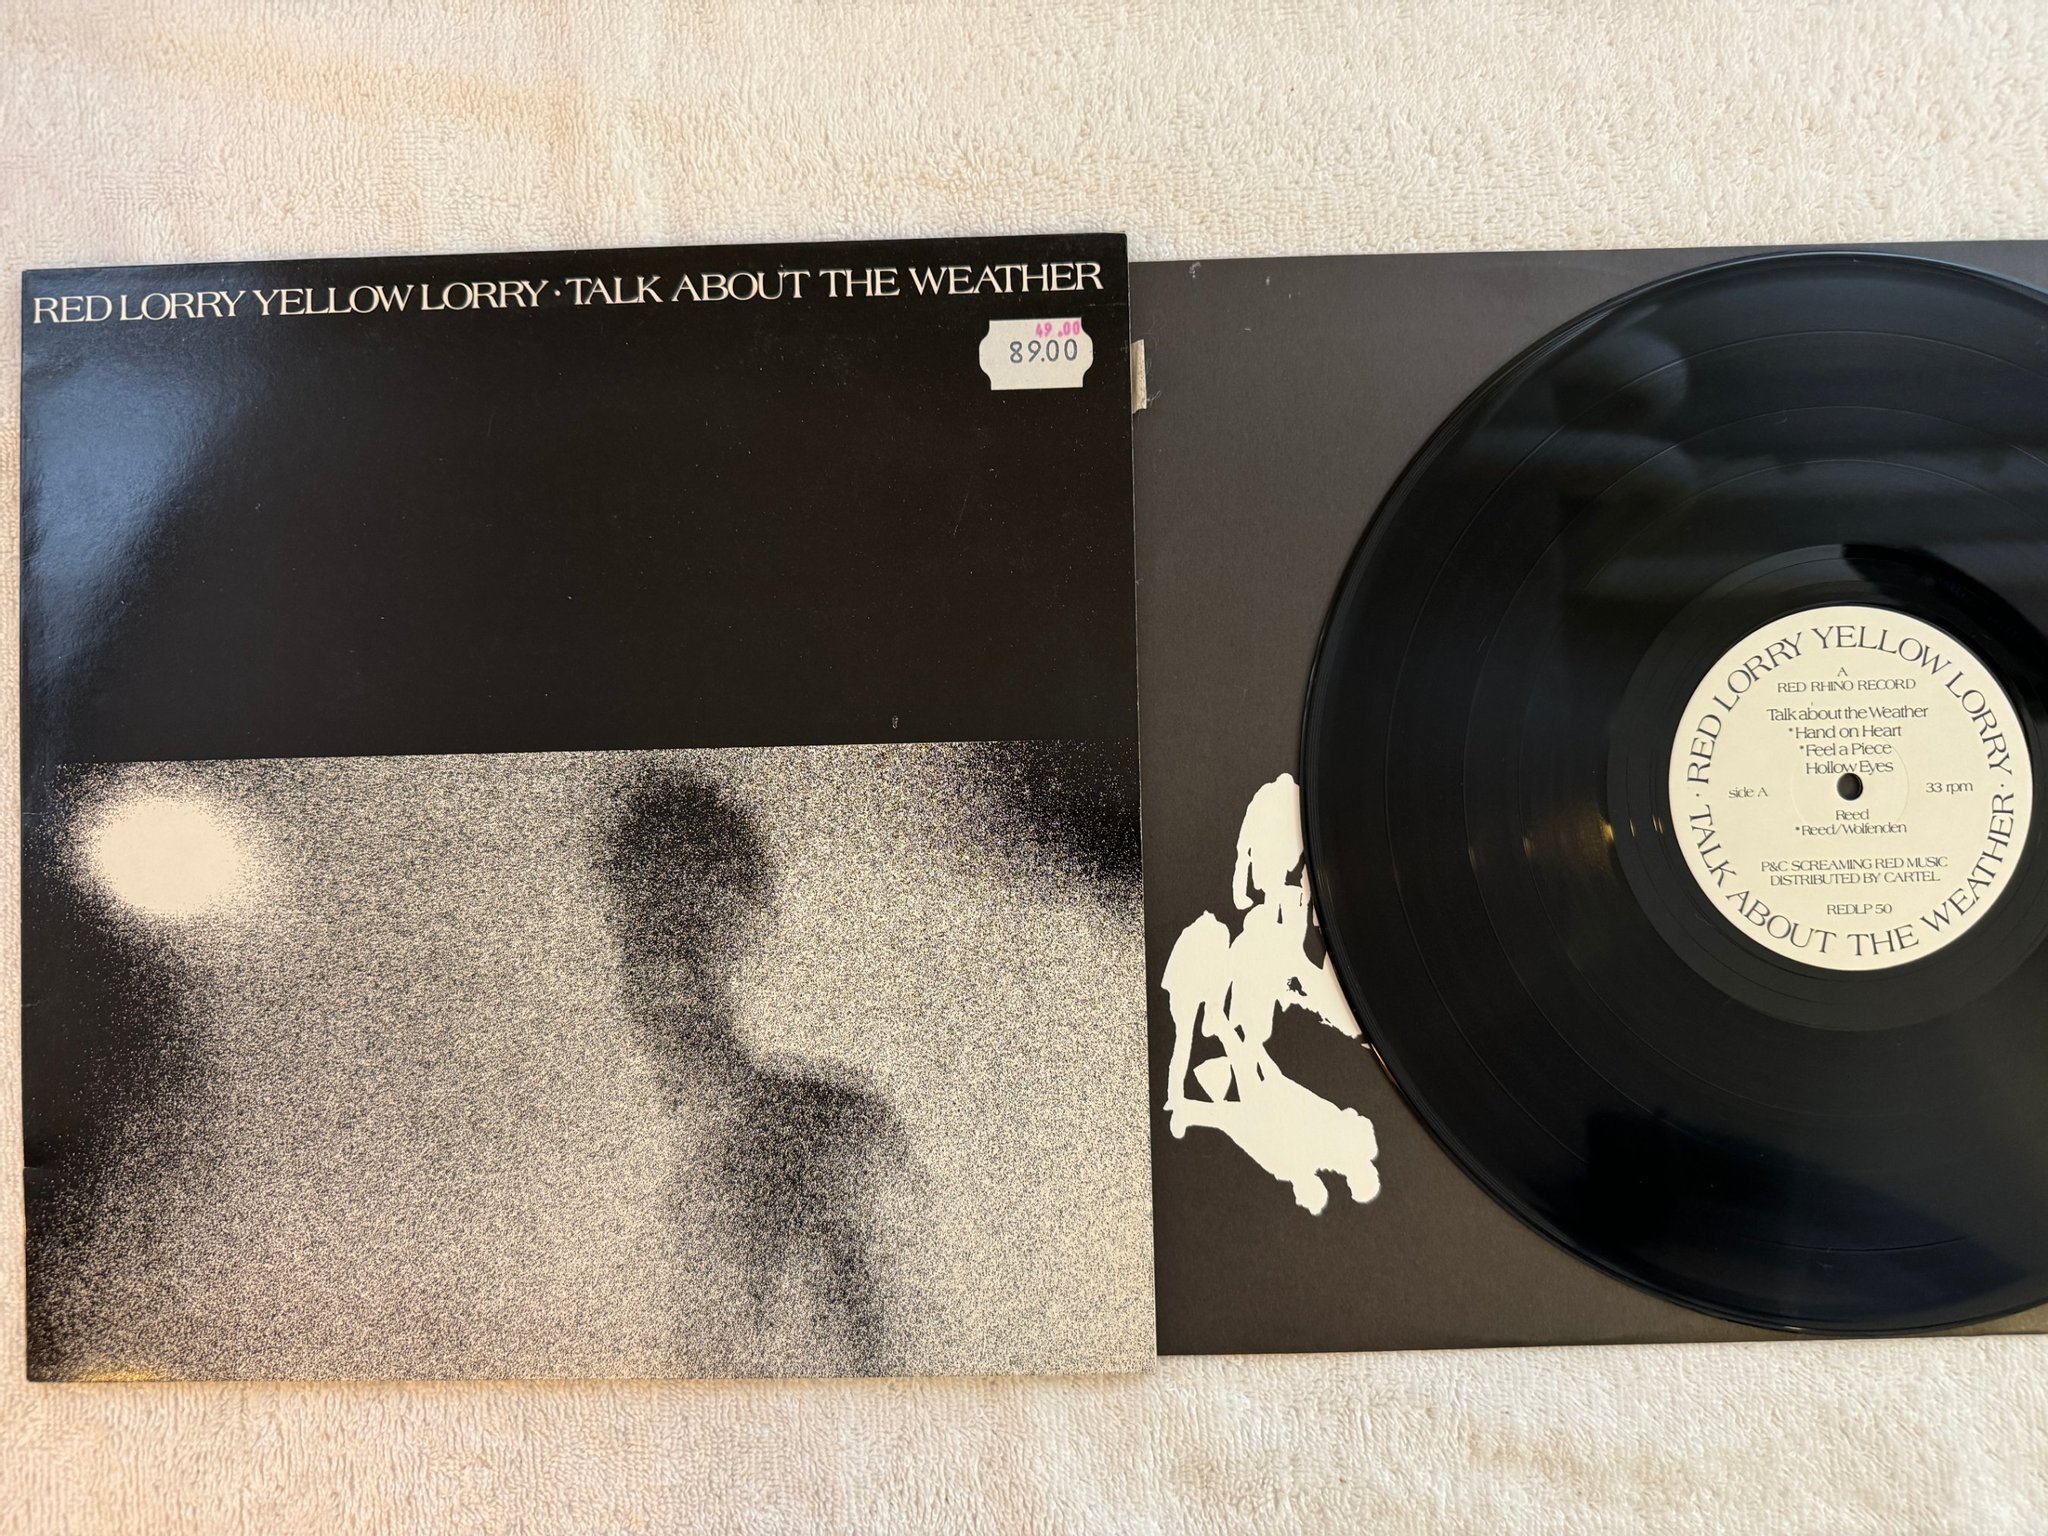 RED LORRY YELLOW LORRY · TALK ABOUT THE WEATHER
49.00
89.00
RED LORRY YELLOW LORRY ·
TALK ABOUT THE WEATHER ·
A
RED RHINO RECORD
Talk about the Weather
*Hand on Heart
*Feel a Piece
Hollow Eyes
side A
33 rpm
Reed
*Reed/Wolfenden
P&C SCREAMING RED MUSIC
DISTRIBUTED BY CARTEL
REDLP 50